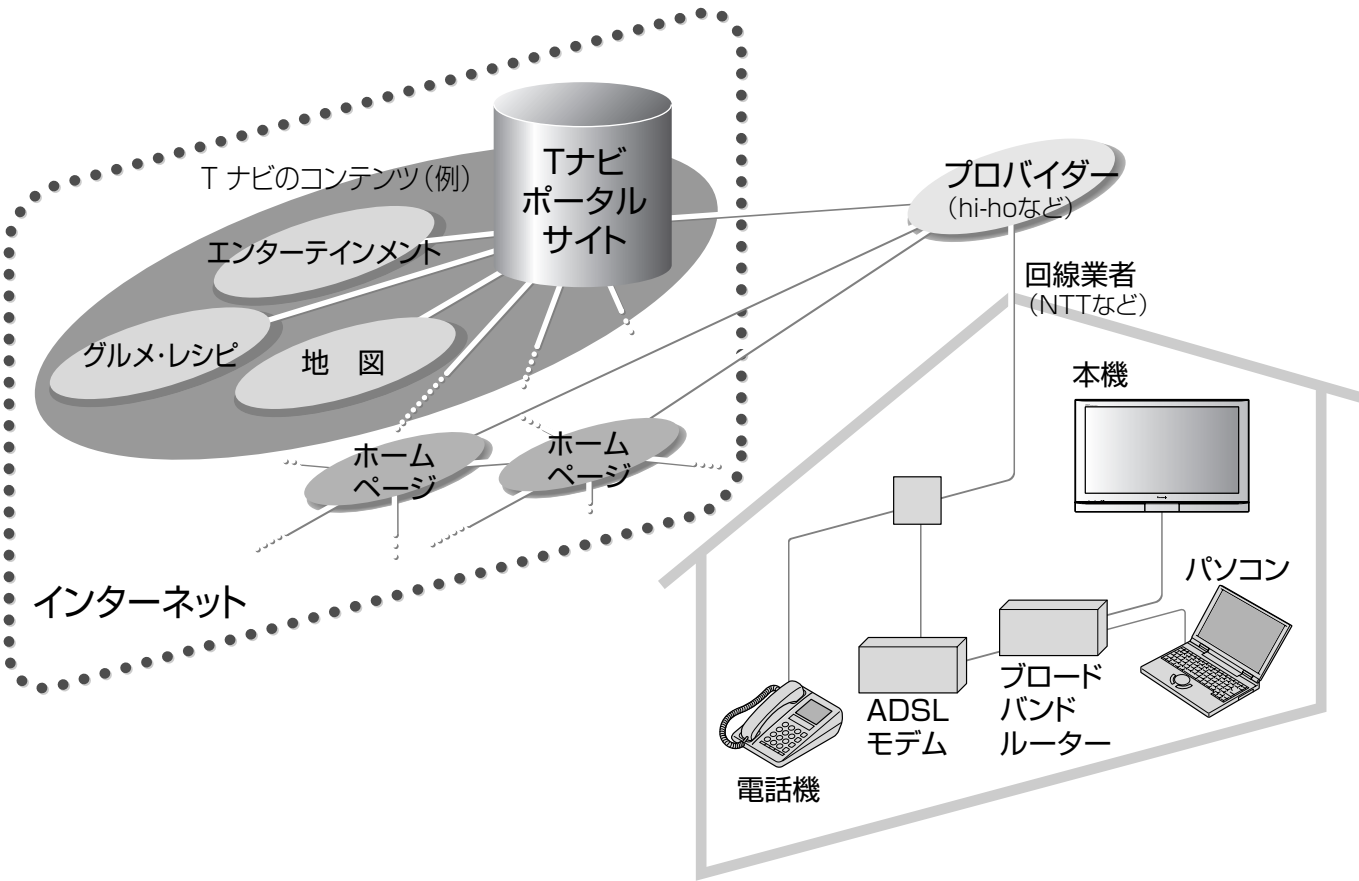 T ナビのコンテンツ（例）
Tナビ
ポータル
サイト
エンターテインメント
グルメ・レシピ
地 図
ホーム
ページ
ホーム
ページ
インターネット
プロバイダー
（hi-hoなど）
回線業者
（NTTなど）
本機
パソコン
ブロード
バンド
ルーター
ADSL
モデム
電話機